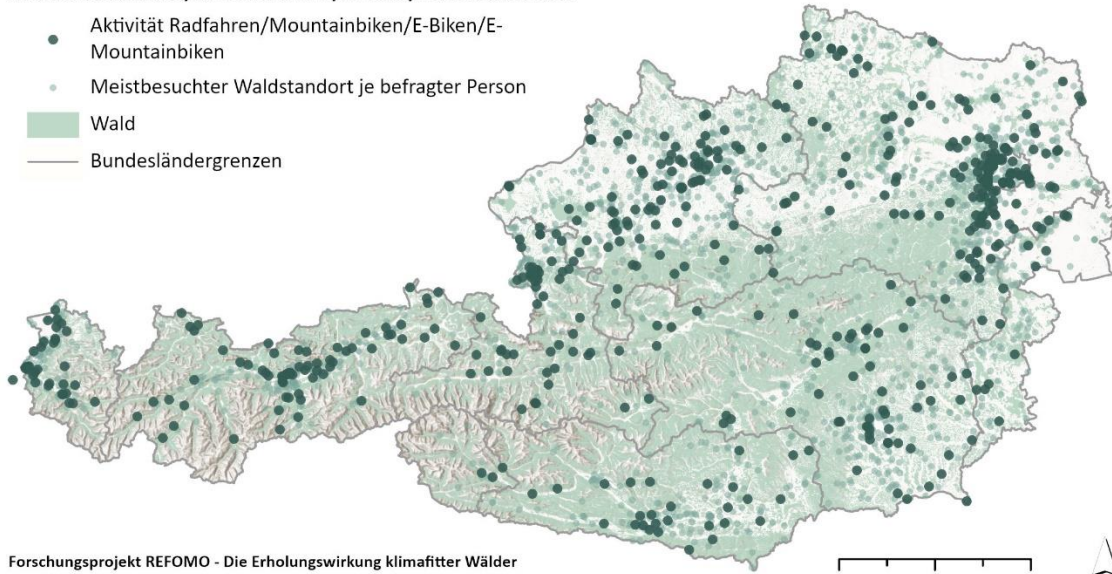 Aktivität Radfahren/Mountainbiken/E-Biken/E-
Mountainbiken
Meistbesuchter Waldstandort je befragter Person
Wald
Bundesländergrenzen
Forschungsprojekt REFOMO - Die Erholungswirkung klimafitter Wälder